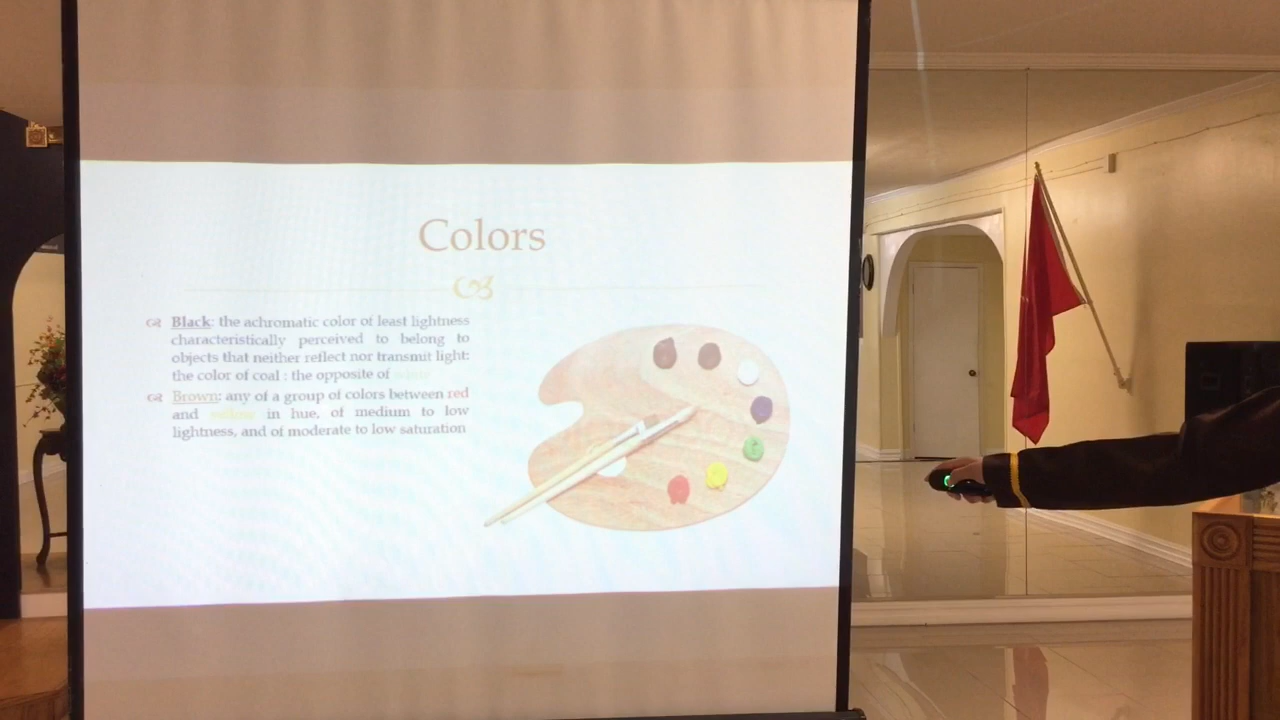 Colors
Black: the achromatic color of least lightness
characteristically perceived to belong to
objects that neither reflect nor transmit light:
the color of coal : the opposite of white
Brown: any of a group of colors between red
and yellow in hue, of medium to low
lightness, and of moderate to low saturation